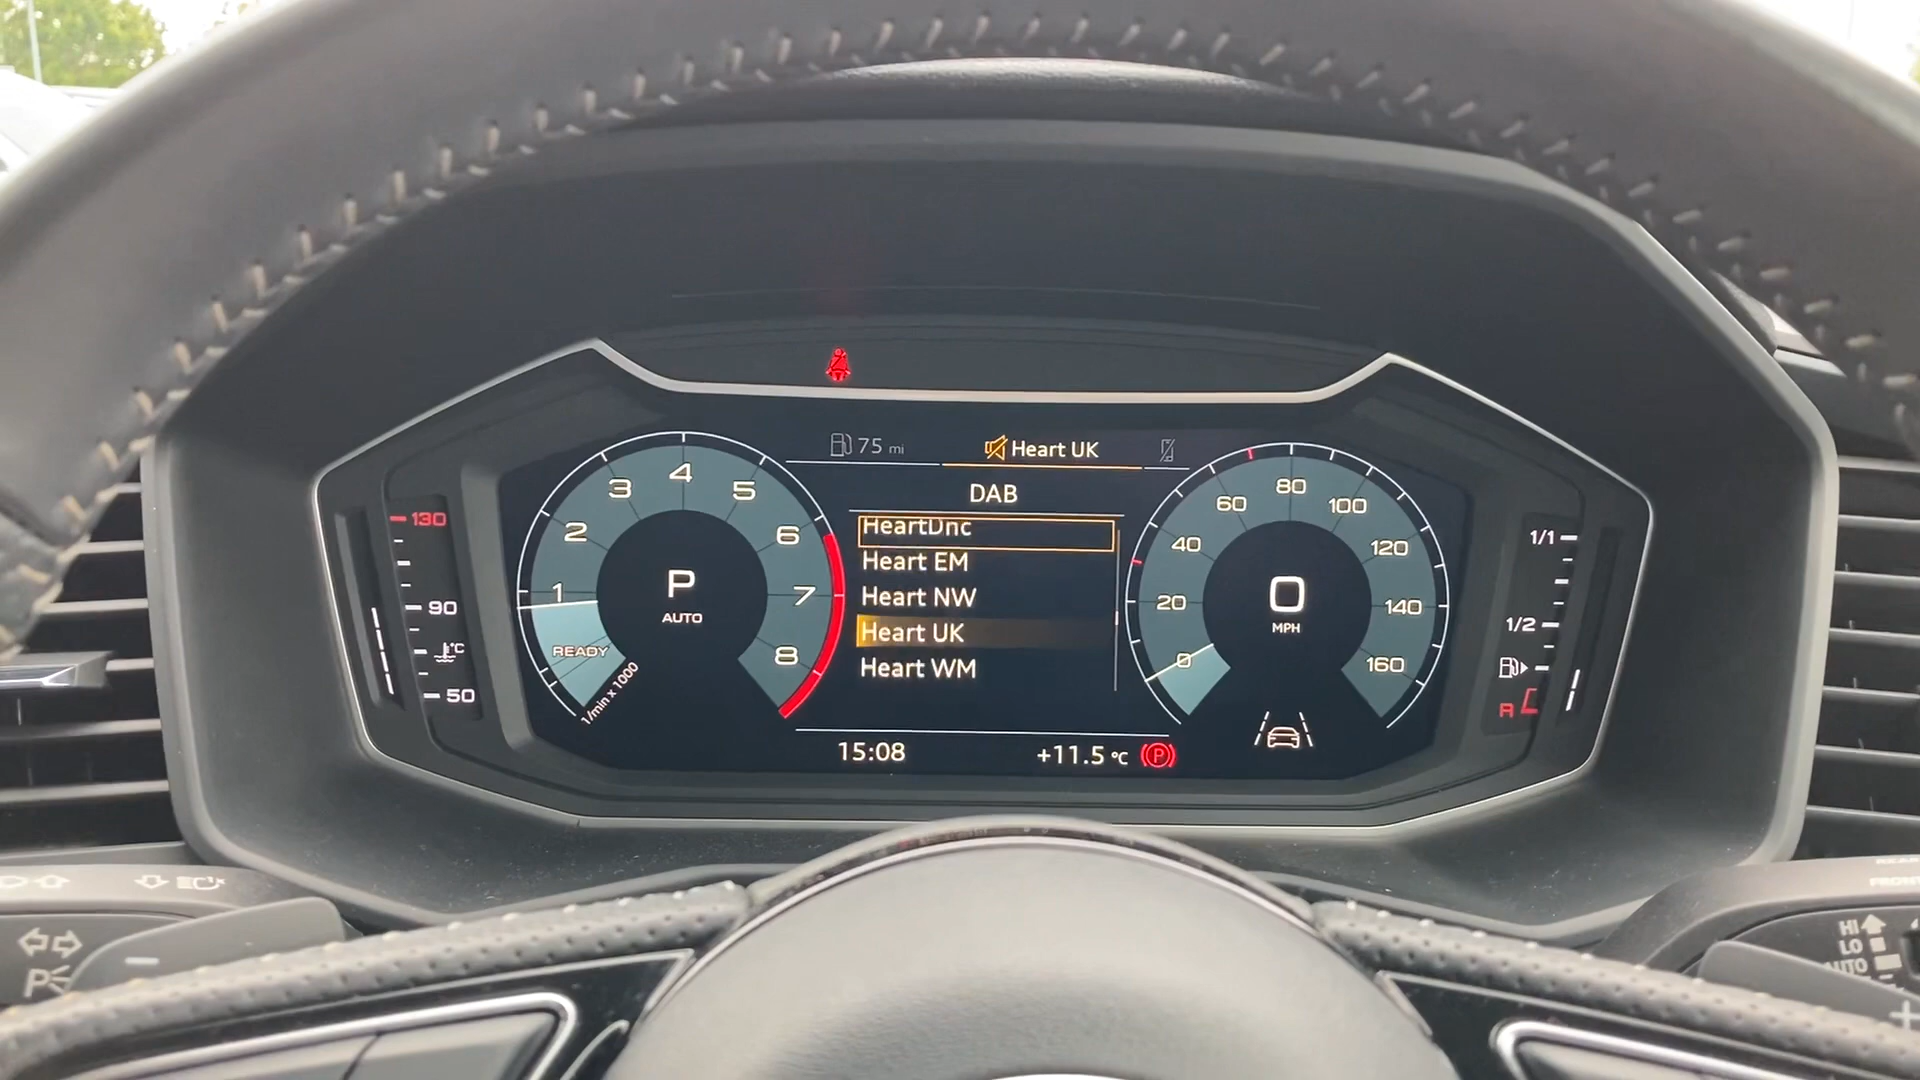 75 mi
Heart UK
DAB
HeartDnc
Heart EM
Heart NW
Heart UK
Heart WM
15:08
+11.5 °C
P
130
90
°C
50
1
2
3
4
5
6
7
8
P
AUTO
READY
1/min x 1000
0
20
40
60
80
100
120
140
160
0
MPH
1/1
1/2
R
P
HI
LO
AUTO
FRONT